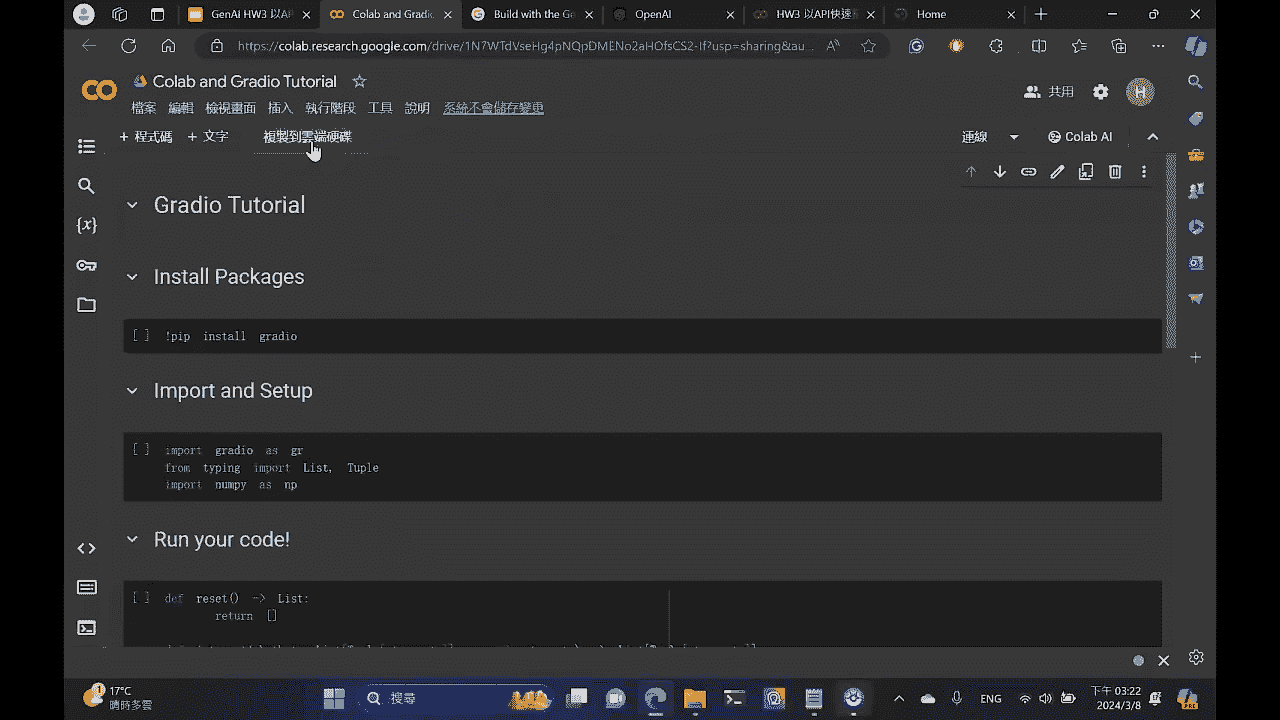 GenAI HW3 以AP
Colab and Gradio
Build with the Ge
OpenAI
HW3 以API快速
Home
https://colab.research.google.com/drive/1N7WTdVseHg4pNQpDMENo2aHOfsCS2-lf?usp=sharing&au...
Colab and Gradio Tutorial
檔案 編輯 檢視畫面 插入 執行階段 工具 說明 系統不會儲存變更
共用
H
+ 程式碼 + 文字 複製到雲端硬碟
連線
Colab AI
Gradio Tutorial
Install Packages
[ ] !pip install gradio
Import and Setup
[ ] import gradio as gr
from typing import List, Tuple
import numpy as np
Run your code!
[ ] def reset() -> List:
return []
17°C
晴時多雲
搜尋
ENG
下午 01:22
2024/3/8